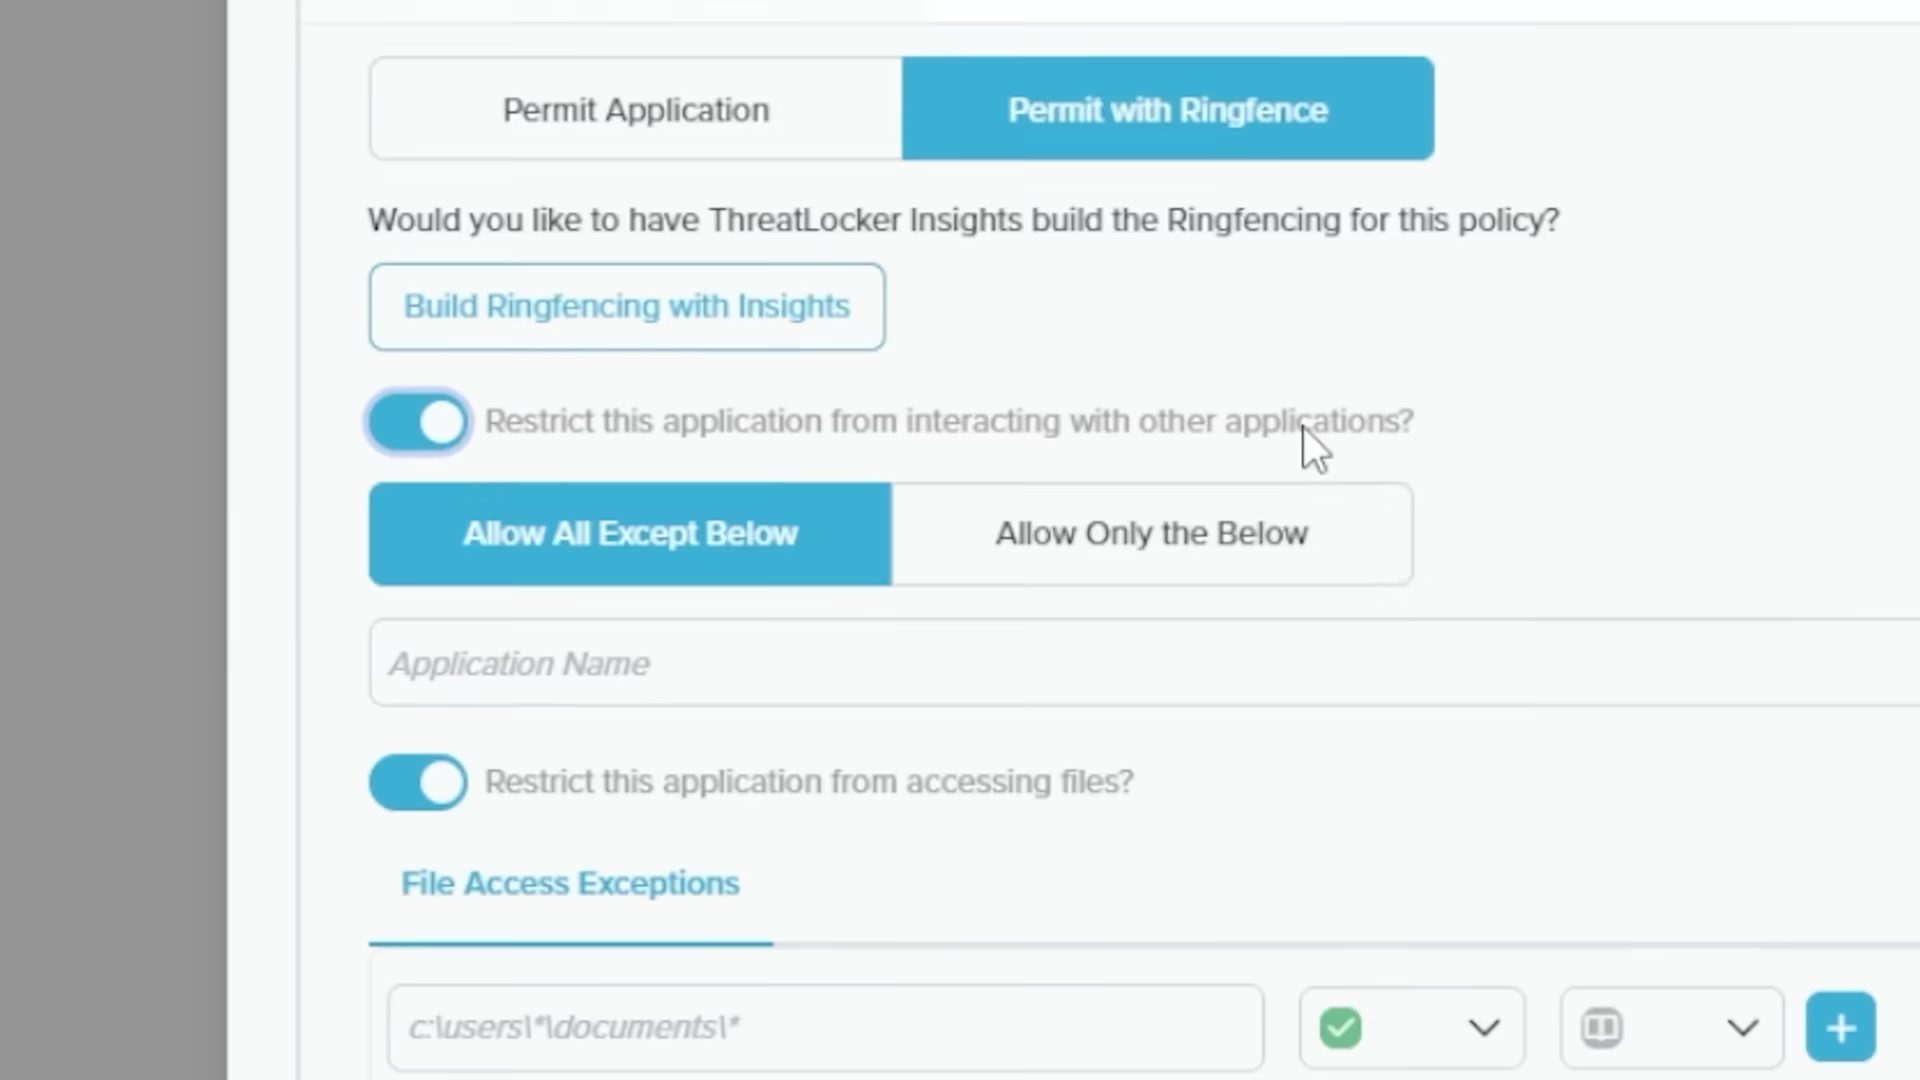 Permit Application
Permit with Ringfence
Would you like to have ThreatLocker Insights build the Ringfencing for this policy?
Build Ringfencing with Insights
Restrict this application from interacting with other applications?
Allow All Except Below
Allow Only the Below
Application Name
Restrict this application from accessing files?
File Access Exceptions
c:\users\*\documents\*